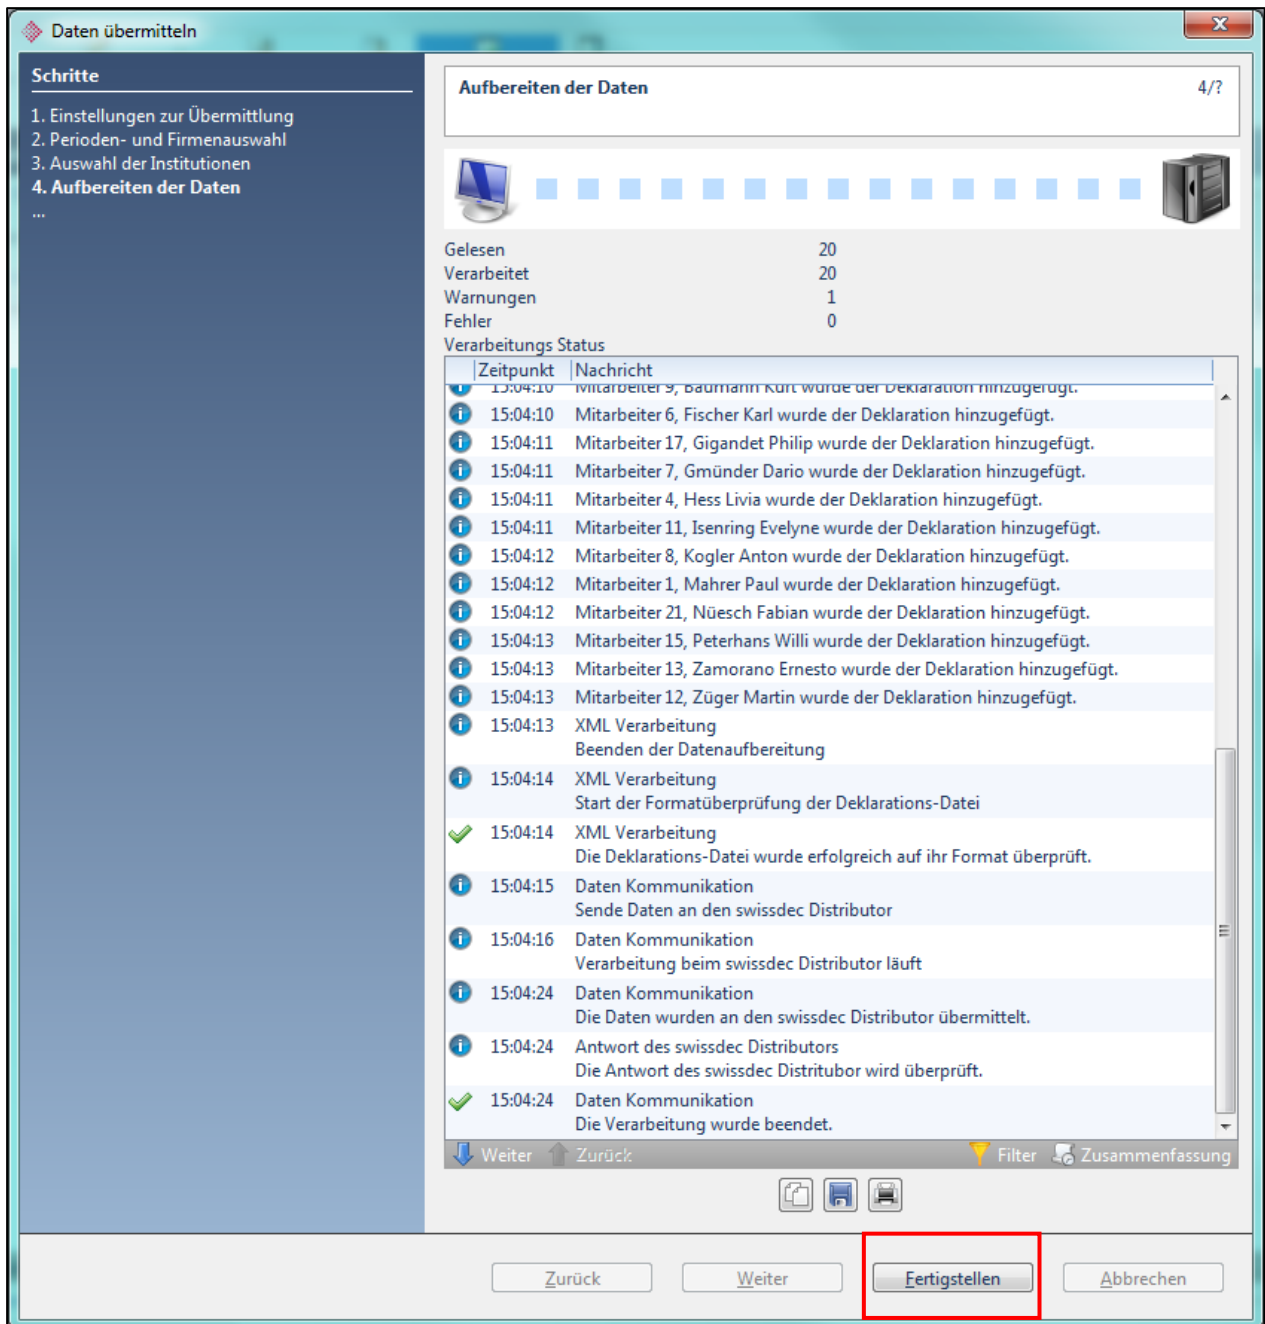 Daten übermitteln
Schritte
1. Einstellungen zur Übermittlung
2. Perioden- und Firmenauswahl
3. Auswahl der Institutionen
4. Aufbereiten der Daten
...
Aufbereiten der Daten 4/?
Gelesen 20
Verarbeitet 20
Warnungen 1
Fehler 0
Verarbeitungs Status
Zeitpunkt Nachricht
15:04:10 Mitarbeiter 9, Baumann Kurt wurde der Deklaration hinzugefügt.
15:04:10 Mitarbeiter 6, Fischer Karl wurde der Deklaration hinzugefügt.
15:04:11 Mitarbeiter 17, Gigandet Philip wurde der Deklaration hinzugefügt.
15:04:11 Mitarbeiter 7, Gmünder Dario wurde der Deklaration hinzugefügt.
15:04:11 Mitarbeiter 4, Hess Livia wurde der Deklaration hinzugefügt.
15:04:11 Mitarbeiter 11, Isenring Evelyne wurde der Deklaration hinzugefügt.
15:04:12 Mitarbeiter 8, Kogler Anton wurde der Deklaration hinzugefügt.
15:04:12 Mitarbeiter 1, Mahrer Paul wurde der Deklaration hinzugefügt.
15:04:12 Mitarbeiter 21, Nüesch Fabian wurde der Deklaration hinzugefügt.
15:04:13 Mitarbeiter 15, Peterhans Willi wurde der Deklaration hinzugefügt.
15:04:13 Mitarbeiter 13, Zamorano Ernesto wurde der Deklaration hinzugefügt.
15:04:13 Mitarbeiter 12, Züger Martin wurde der Deklaration hinzugefügt.
15:04:13 XML Verarbeitung
Beenden der Datenaufbereitung
15:04:14 XML Verarbeitung
Start der Formatüberprüfung der Deklarations-Datei
15:04:14 XML Verarbeitung
Die Deklarations-Datei wurde erfolgreich auf ihr Format überprüft.
15:04:15 Daten Kommunikation
Sende Daten an den swissdec Distributor
15:04:16 Daten Kommunikation
Verarbeitung beim swissdec Distributor läuft
15:04:24 Daten Kommunikation
Die Daten wurden an den swissdec Distributor übermittelt.
15:04:24 Antwort des swissdec Distributors
Die Antwort des swissdec Distritubor wird überprüft.
15:04:24 Daten Kommunikation
Die Verarbeitung wurde beendet.
Weiter Zurück Filter Zusammenfassung
Zurück Weiter Fertigstellen Abbrechen